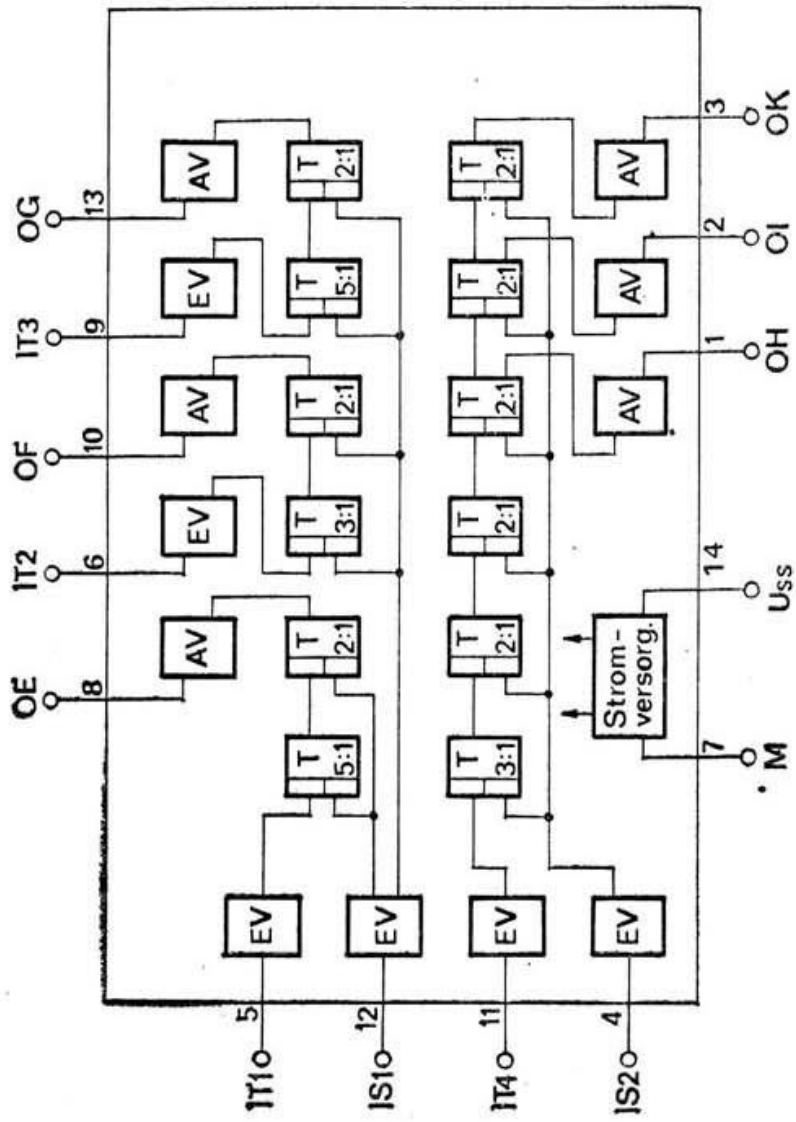 OE
IT2
OF
IT3
OG
8
6
10
9
13
AV
EV
AV
EV
AV
T
5:1
T
2:1
T
3:1
T
2:1
T
5:1
T
2:1
IT1
5
EV
IS1
12
EV
IT4
11
EV
IS2
4
EV
T
3:1
T
2:1
T
2:1
T
2:1
T
2:1
T
2:1
Strom-
versorg.
AV
AV
AV
7
14
1
2
3
M
Uss
OH
OI
OK